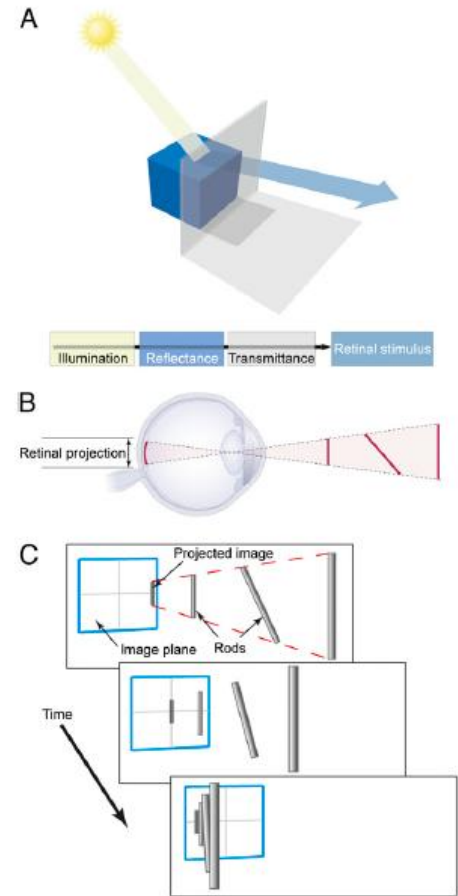 A
Illumination Reflectance Transmittance Retinal stimulus
B
Retinal projection
C
Projected image
Image plane
Rods
Time